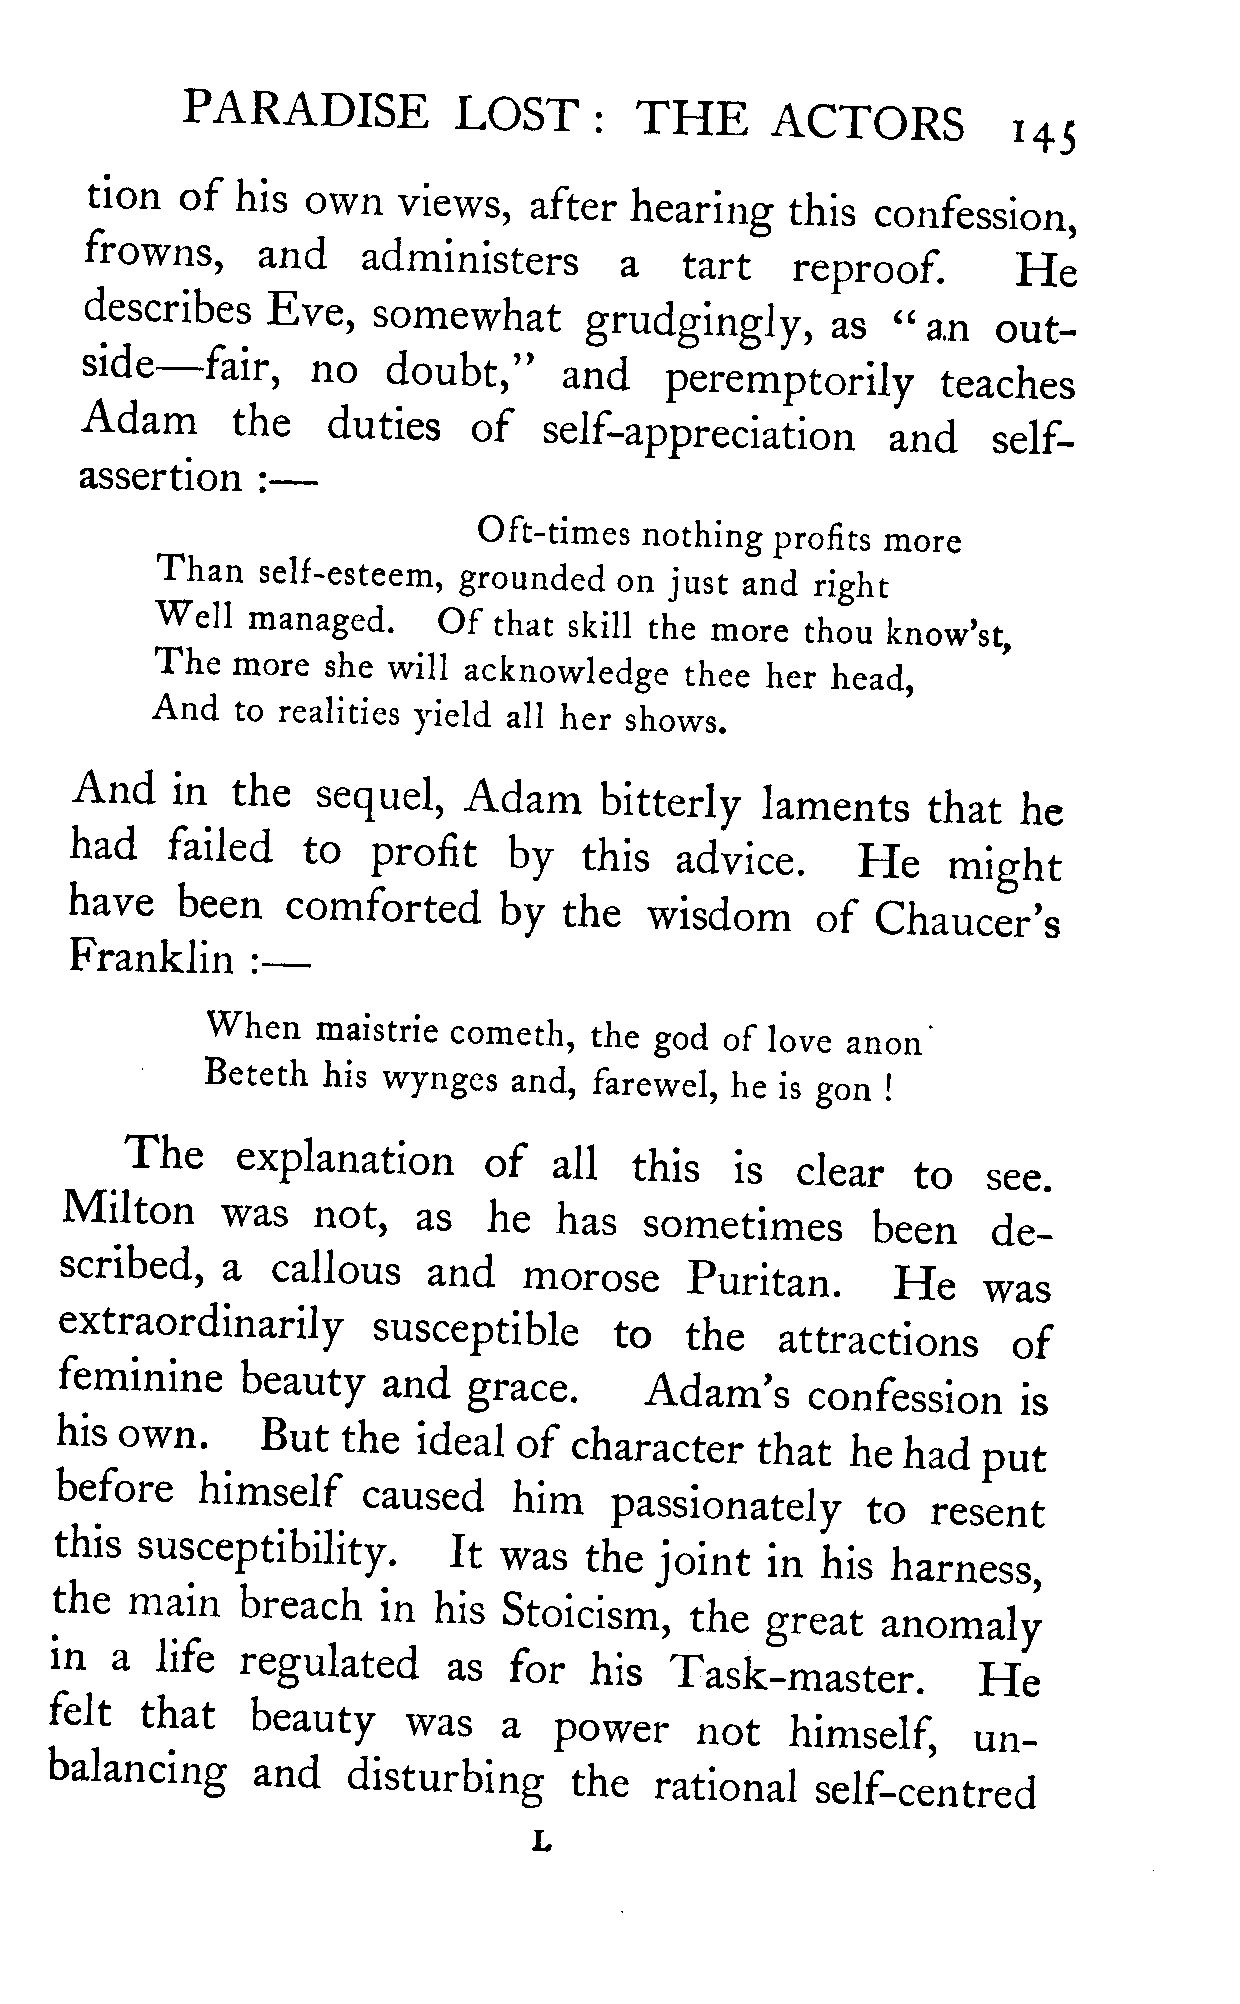 PARADISE LOST: THE ACTORS 145
tion of his own views, after hearing this confession,
frowns, and administers a tart reproof. He
describes Eve, somewhat grudgingly, as “an out-
side—fair, no doubt,” and peremptorily teaches
Adam the duties of self-appreciation and self-
assertion :—
Oft-times nothing profits more
Than self-esteem, grounded on just and right
Well managed. Of that skill the more thou know'st,
The more she will acknowledge thee her head,
And to realities yield all her shows.
And in the sequel, Adam bitterly laments that he
had failed to profit by this advice. He might
have been comforted by the wisdom of Chaucer's
Franklin :—
When maistrie cometh, the god of love anon
Beteth his wynges and, farewel, he is gon !
The explanation of all this is clear to see.
Milton was not, as he has sometimes been de-
scribed, a callous and morose Puritan. He was
extraordinarily susceptible to the attractions of
feminine beauty and grace. Adam's confession is
his own. But the ideal of character that he had put
before himself caused him passionately to resent
this susceptibility. It was the joint in his harness,
the main breach in his Stoicism, the great anomaly
in a life regulated as for his Task-master. He
felt that beauty was a power not himself, un-
balancing and disturbing the rational self-centred
L